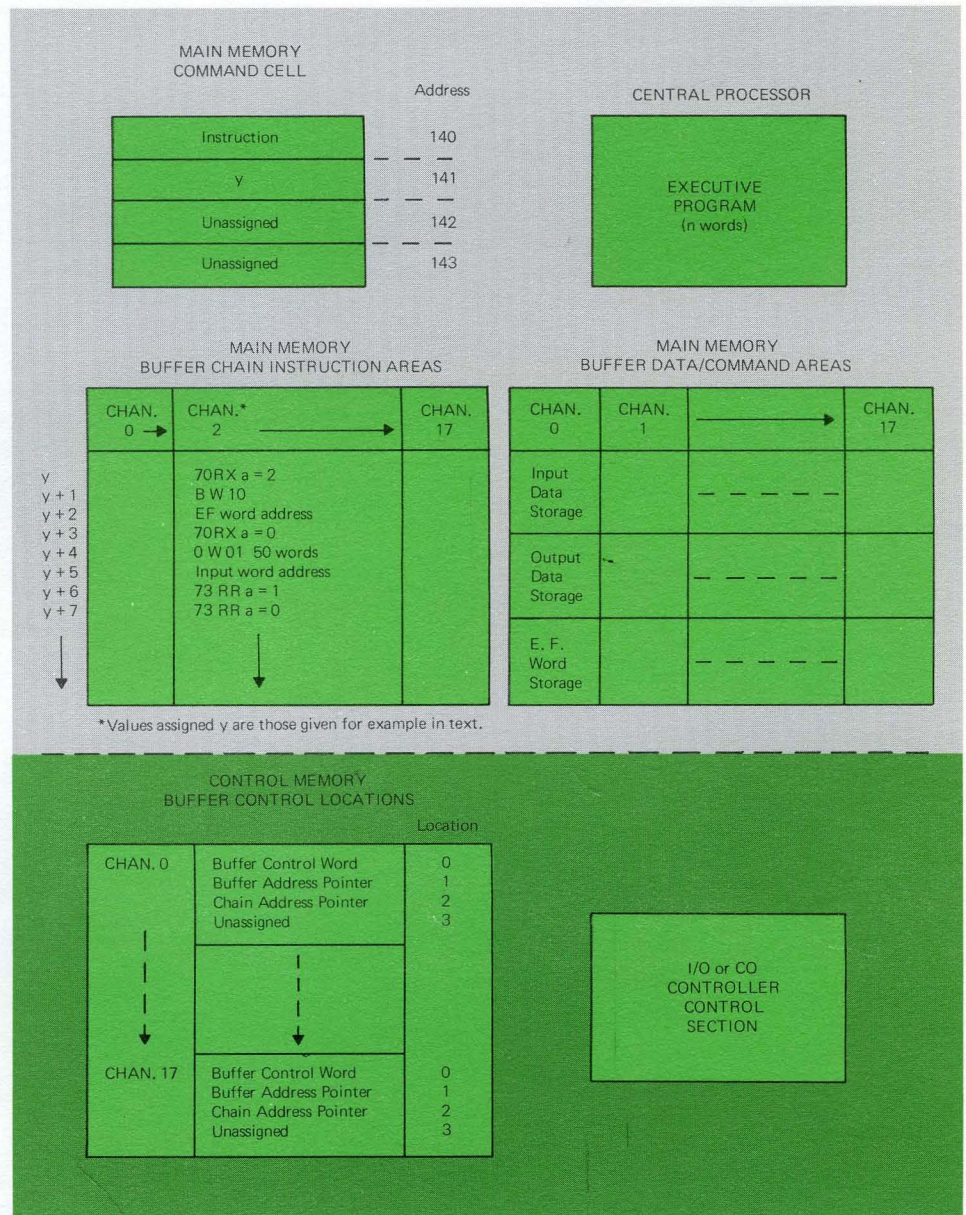 MAIN MEMORY
COMMAND CELL
Address
Instruction 140
y 141
Unassigned 142
Unassigned 143
CENTRAL PROCESSOR
EXECUTIVE
PROGRAM
(n words)
MAIN MEMORY
BUFFER CHAIN INSTRUCTION AREAS
CHAN. CHAN.* CHAN.
0 2 17
y 70RX a = 2
y + 1 B W 10
y + 2 EF word address
y + 3 70RX a = 0
y + 4 0 W 01 50 words
y + 5 Input word address
y + 6 73 RR a = 1
y + 7 73 RR a = 0
*Values assigned y are those given for example in text.
MAIN MEMORY
BUFFER DATA/COMMAND AREAS
CHAN. CHAN. CHAN.
0 1 17
Input
Data
Storage
Output
Data
Storage
E. F.
Word
Storage
CONTROL MEMORY
BUFFER CONTROL LOCATIONS
Location
CHAN. 0 Buffer Control Word 0
Buffer Address Pointer 1
Chain Address Pointer 2
Unassigned 3
CHAN. 17 Buffer Control Word 0
Buffer Address Pointer 1
Chain Address Pointer 2
Unassigned 3
I/O or CO
CONTROLLER
CONTROL
SECTION